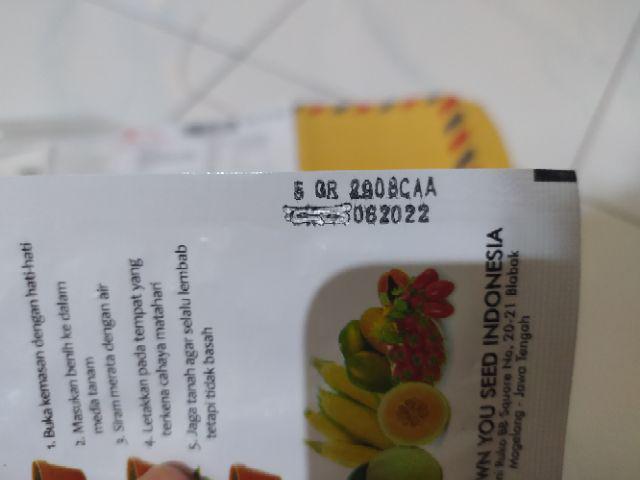 5 GR 2908CAA
062022
1. Buka kemasan dengan hati-hati
2. Masukan benih ke dalam
media tanam
3. Siram merata dengan air
4. Letakkan pada tempat yang
terkena cahaya matahari
5. Jaga tanah agar selalu lembab
tetapi tidak basah
WN YOU SEED INDONESIA
Ruko BB Square No. 20-21 Blabak
Magelang - Jawa Tengah